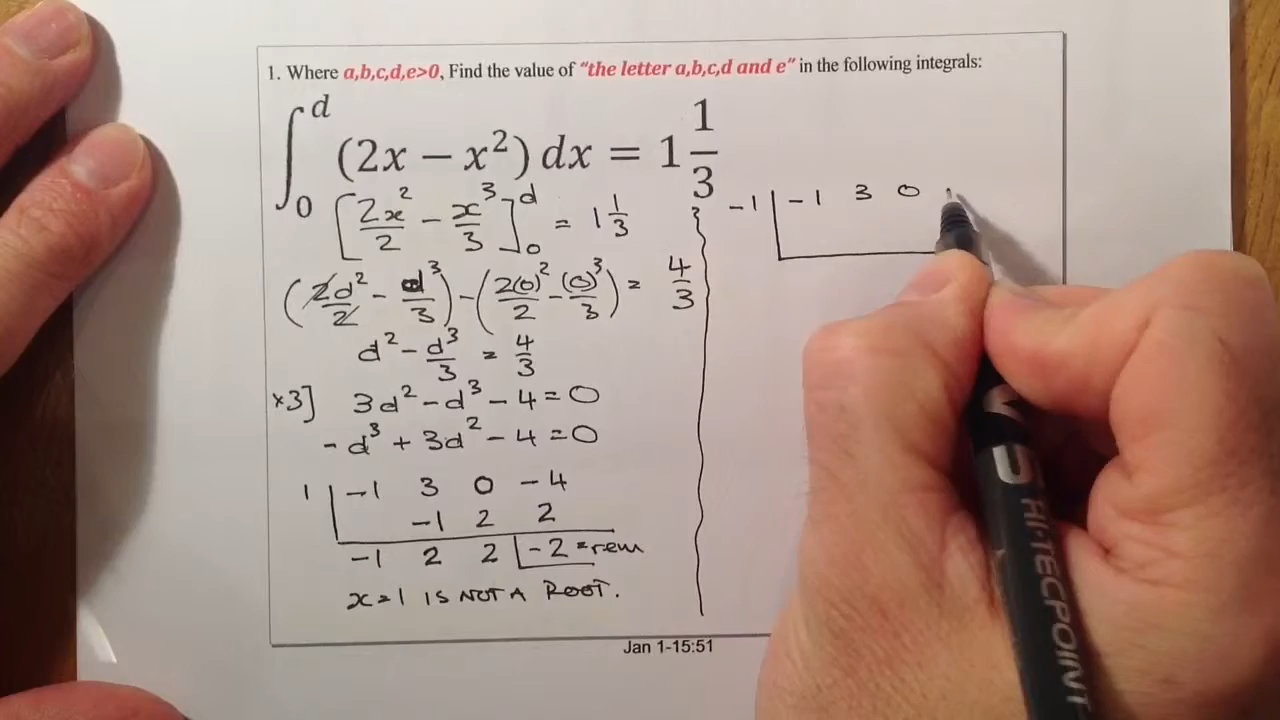 1. Where a,b,c,d,e>0, Find the value of "the letter a,b,c,d and e" in the following integrals:
∫₀ᵈ (2x − x²) dx = 1 1/3
[2x²/2 − x³/3]₀ᵈ = 1 1/3
(2d²/2 − d³/3) − (2(0)²/2 − (0)³/3) = 4/3
d² − d³/3 = 4/3
×3] 3d² − d³ − 4 = 0
− d³ + 3d² − 4 = 0
1 | −1 3 0 −4
−1 2 2
−1 2 2 | −2 = rem
x = 1 IS NOT A ROOT.
−1 | −1 3 0
Jan 1-15:51
V5 HI-TECPOINT